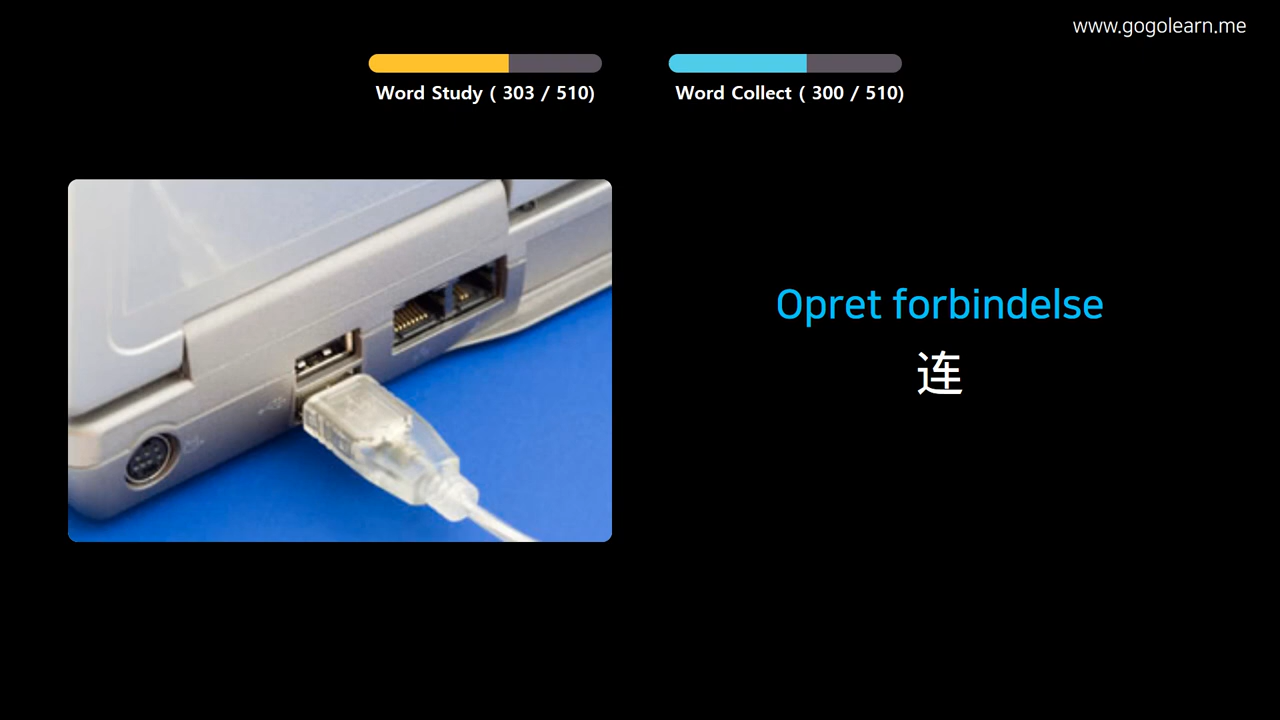 www.gogolearn.me
Word Study ( 303 / 510)
Word Collect ( 300 / 510)
Opret forbindelse
连